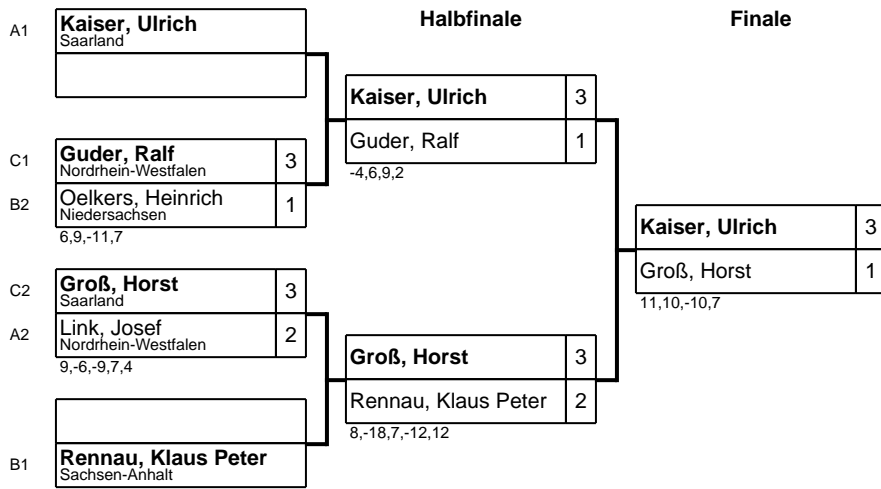 Halbfinale
Finale
A1
Kaiser, Ulrich
Saarland
C1
Guder, Ralf 3
Nordrhein-Westfalen
B2
Oelkers, Heinrich 1
Niedersachsen
6,9,-11,7
C2
Groß, Horst 3
Saarland
A2
Link, Josef 2
Nordrhein-Westfalen
9,-6,-9,7,4
B1
Rennau, Klaus Peter
Sachsen-Anhalt
Kaiser, Ulrich 3
Guder, Ralf 1
-4,6,9,2
Groß, Horst 3
Rennau, Klaus Peter 2
8,-18,7,-12,12
Kaiser, Ulrich 3
Groß, Horst 1
11,10,-10,7